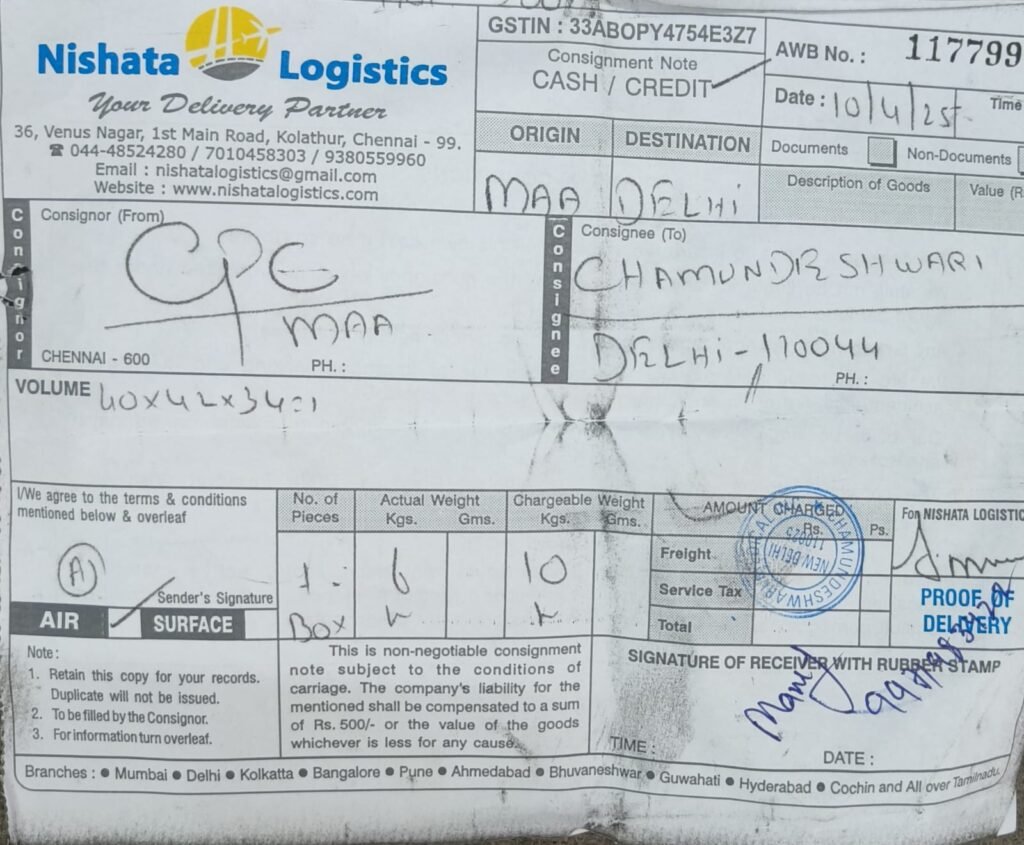 Nishata Logistics
Your Delivery Partner
36, Venus Nagar, 1st Main Road, Kolathur, Chennai - 99.
☎ 044-48524280 / 7010458303 / 9380559960
Email : nishatalogistics@gmail.com
Website : www.nishatalogistics.com
GSTIN : 33ABOPY4754E3Z7
Consignment Note
CASH / CREDIT
AWB No. : 117799
Date : 10/4/25 Time
ORIGIN DESTINATION
MAA DELHI
Documents Non-Documents
Description of Goods Value (R
Consignor
Consignor (From)
CPE
MAA
CHENNAI - 600 PH. :
Consignee
Consignee (To)
CHAMUNDESHWARI
DELHI - 110044
PH. :
VOLUME 40x42x34=1
I/We agree to the terms & conditions
mentioned below & overleaf
A
Sender's Signature
AIR SURFACE
No. of Pieces
1
Box
Actual Weight
Kgs. Gms.
6
K
Chargeable Weight
Kgs. Gms.
10
K
AMOUNT CHARGED
Rs. Ps.
Freight
Service Tax
Total
CHAMUNDESHWARI
NEW DELHI
For NISHATA LOGISTIC
PROOF OF
DELIVERY
Note :
1. Retain this copy for your records.
Duplicate will not be issued.
2. To be filled by the Consignor.
3. For information turn overleaf.
This is non-negotiable consignment
note subject to the conditions of
carriage. The company's liability for the
mentioned shall be compensated to a sum
of Rs. 500/- or the value of the goods
whichever is less for any cause.
SIGNATURE OF RECEIVER WITH RUBBER STAMP
TIME :
DATE :
Branches : ● Mumbai ● Delhi ● Kolkatta ● Bangalore ● Pune ● Ahmedabad ● Bhuvaneshwar ● Guwahati ● Hyderabad ● Cochin and All over Tamilnadu.